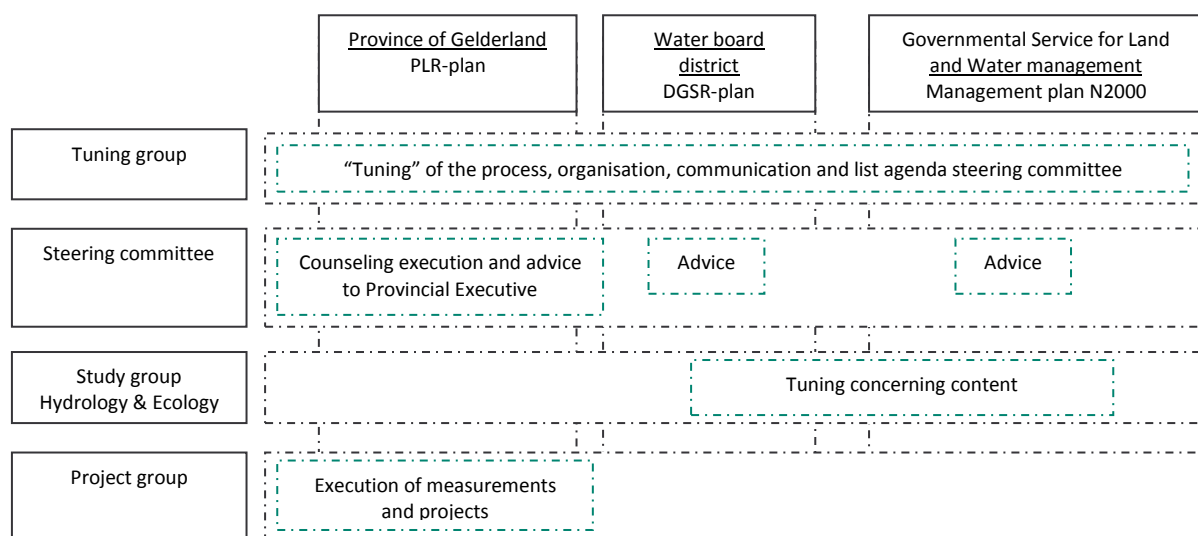 Province of Gelderland
PLR-plan
Water board
district
DGSR-plan
Governmental Service for Land
and Water management
Management plan N2000
Tuning group
“Tuning” of the process, organisation, communication and list agenda steering committee
Steering committee
Counseling execution and advice
to Provincial Executive
Advice
Advice
Study group
Hydrology & Ecology
Tuning concerning content
Project group
Execution of measurements
and projects